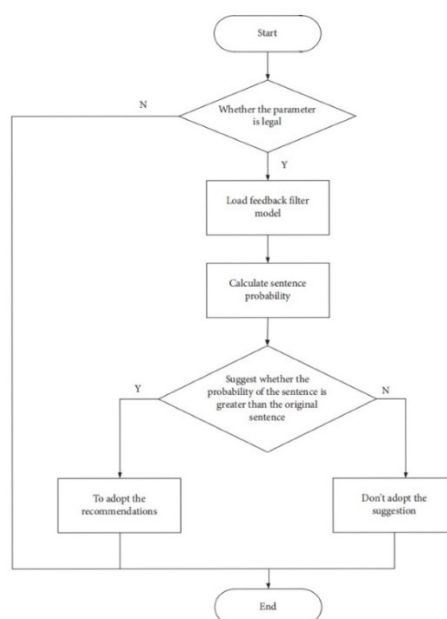 Start
N
Whether the parameter
is legal
Y
Load feedback filter
model
Calculate sentence
probability
Suggest whether the
probability of the sentence is
greater than the original
sentence
Y
N
To adopt the
recommendations
Don't adopt the
suggestion
End